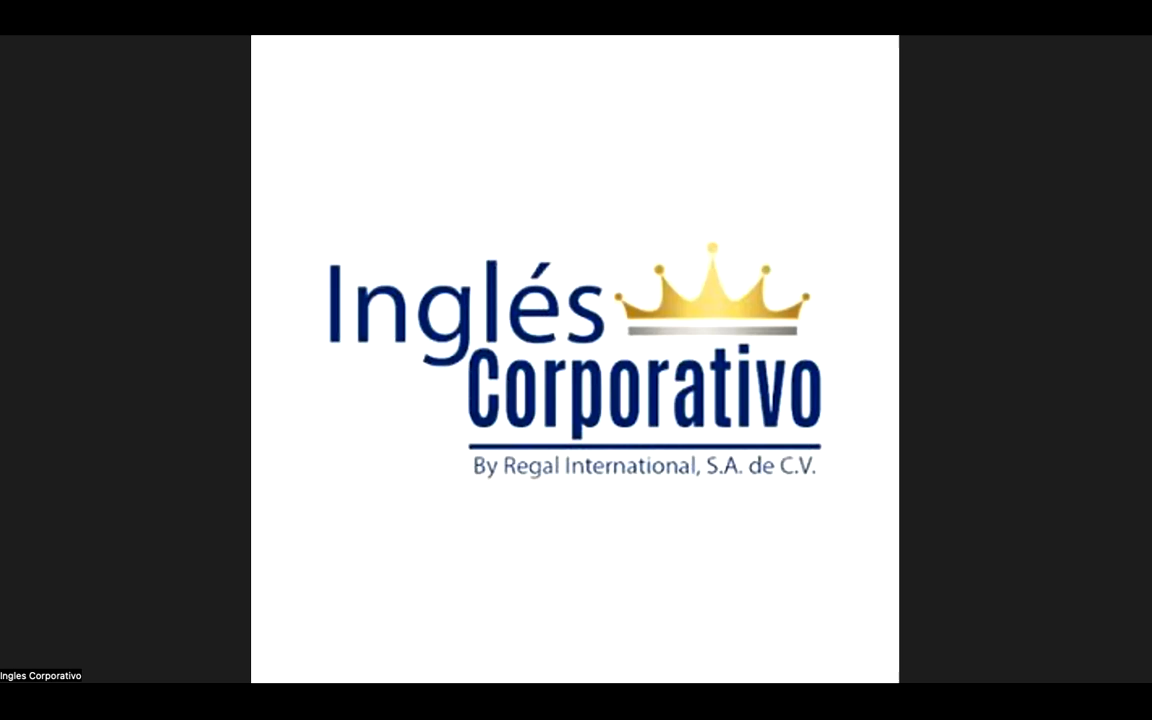 Inglés
Corporativo
By Regal International, S.A. de C.V.
Ingles Corporativo